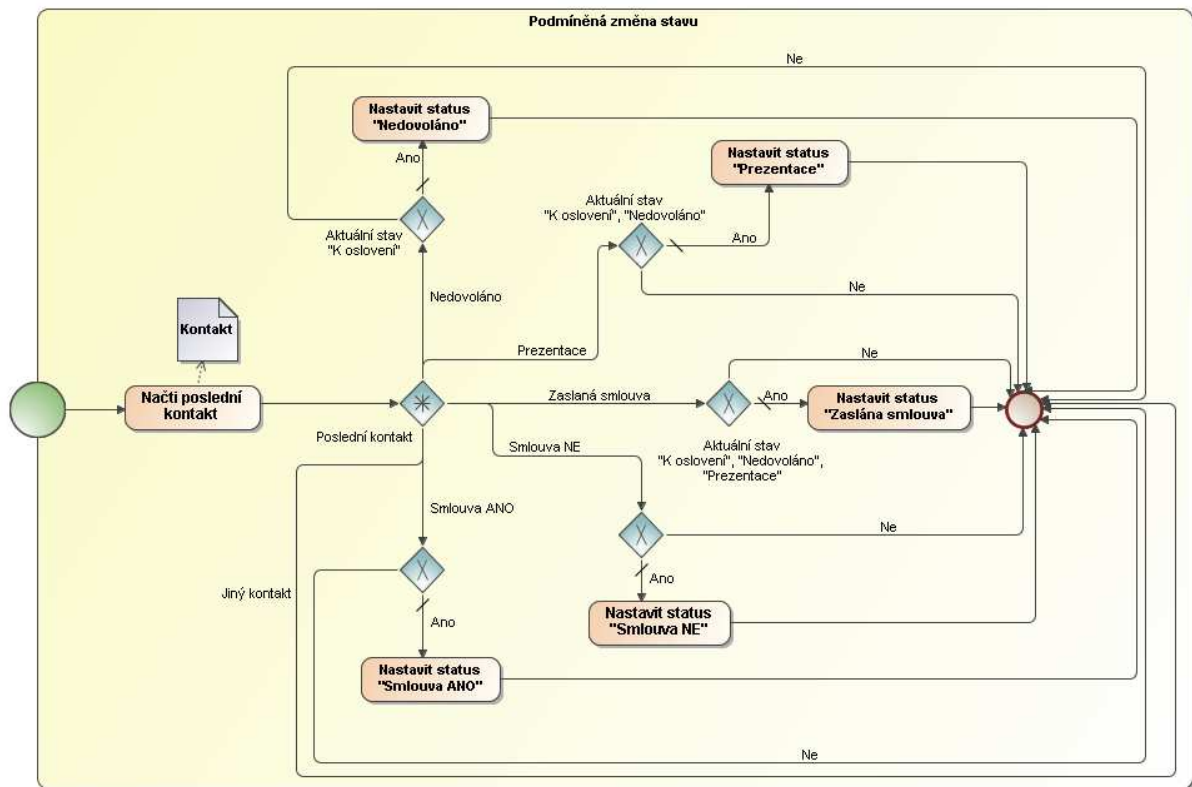 Podmíněná změna stavu
Ne
Nastavit status
"Nedovoláno"
Ano
Nastavit status
"Prezentace"
Aktuální stav
"K oslovení", "Nedovoláno"
Ano
Aktuální stav
"K oslovení"
Ne
Nedovoláno
Kontakt
Prezentace
Ne
Načti poslední
kontakt
Zaslaná smlouva
Ano
Nastavit status
"Zaslána smlouva"
Poslední kontakt
Smlouva NE
Aktuální stav
"K oslovení", "Nedovoláno",
"Prezentace"
Smlouva ANO
Ne
Jiný kontakt
Ano
Nastavit status
"Smlouva NE"
Ano
Nastavit status
"Smlouva ANO"
Ne